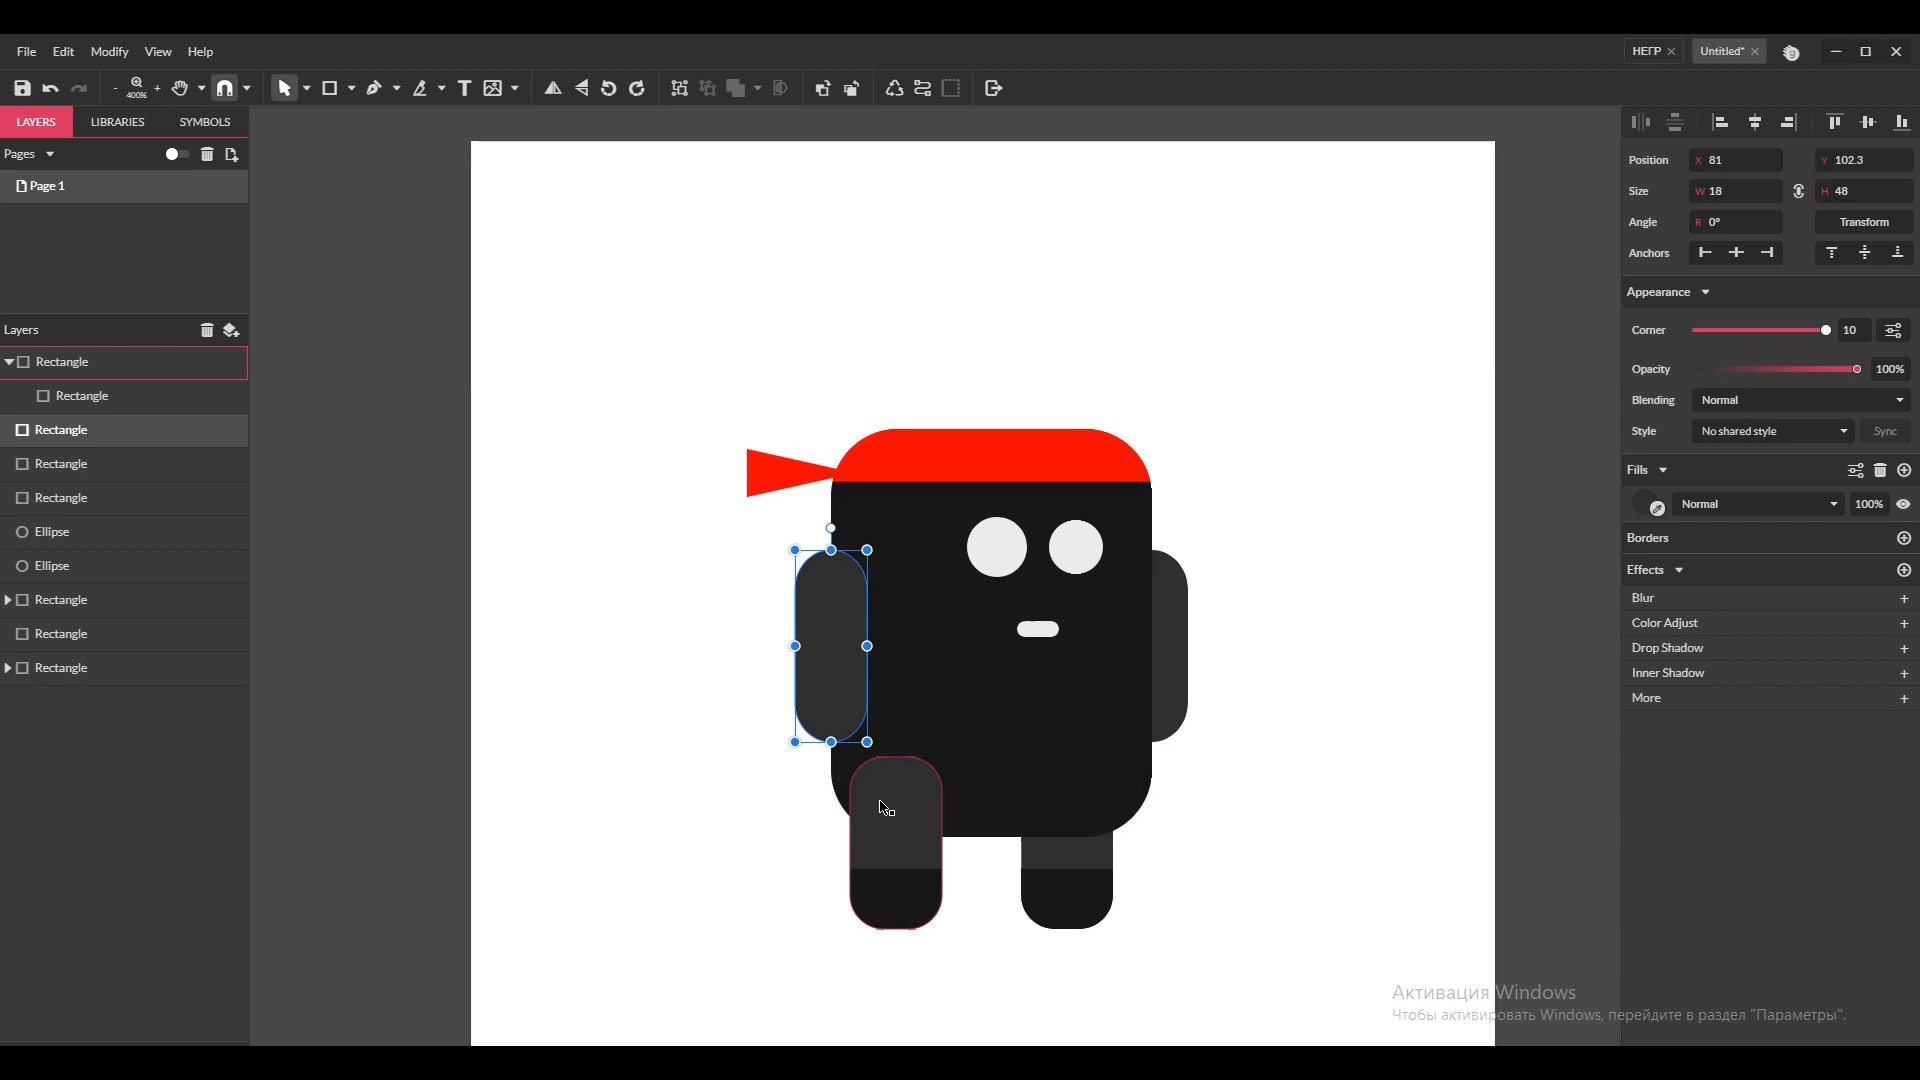 File Edit Modify View Help
НЕГР Untitled*
- 400% +
LAYERS LIBRARIES SYMBOLS
Pages
Page 1
Layers
Rectangle
Rectangle
Rectangle
Rectangle
Rectangle
Ellipse
Ellipse
Rectangle
Rectangle
Rectangle
Position X 81 Y 102.3
Size W 18 H 48
Angle R 0° Transform
Anchors
Appearance
Corner 10
Opacity 100%
Blending Normal
Style No shared style Sync
Fills
Normal 100%
Borders
Effects
Blur +
Color Adjust +
Drop Shadow +
Inner Shadow +
More +
Активация Windows
Чтобы активировать Windows, перейдите в раздел "Параметры".